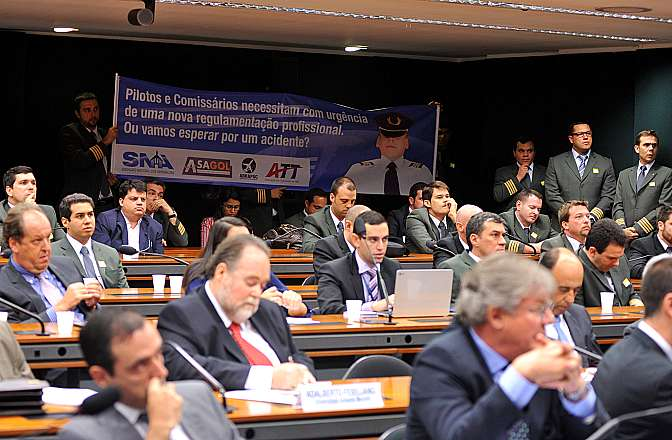 Pilotos e Comissários necessitam com urgência
de uma nova regulamentação profissional.
Ou vamos esperar por um acidente?
SNA
ASAGOL
ABRAPAC
ATT